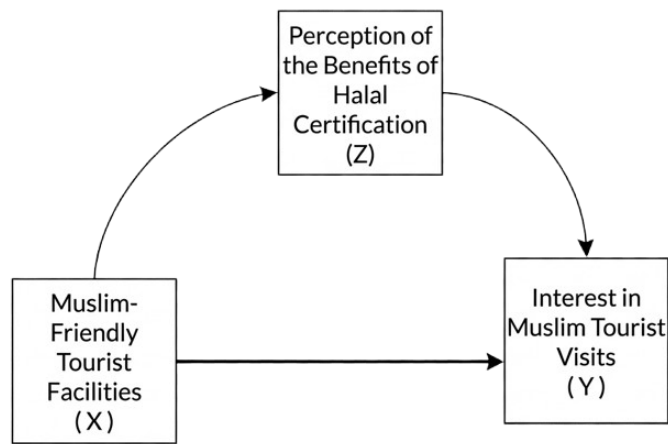 Perception of
the Benefits of
Halal
Certification
(Z)
Muslim-
Friendly
Tourist
Facilities
( X )
Interest in
Muslim Tourist
Visits
( Y )